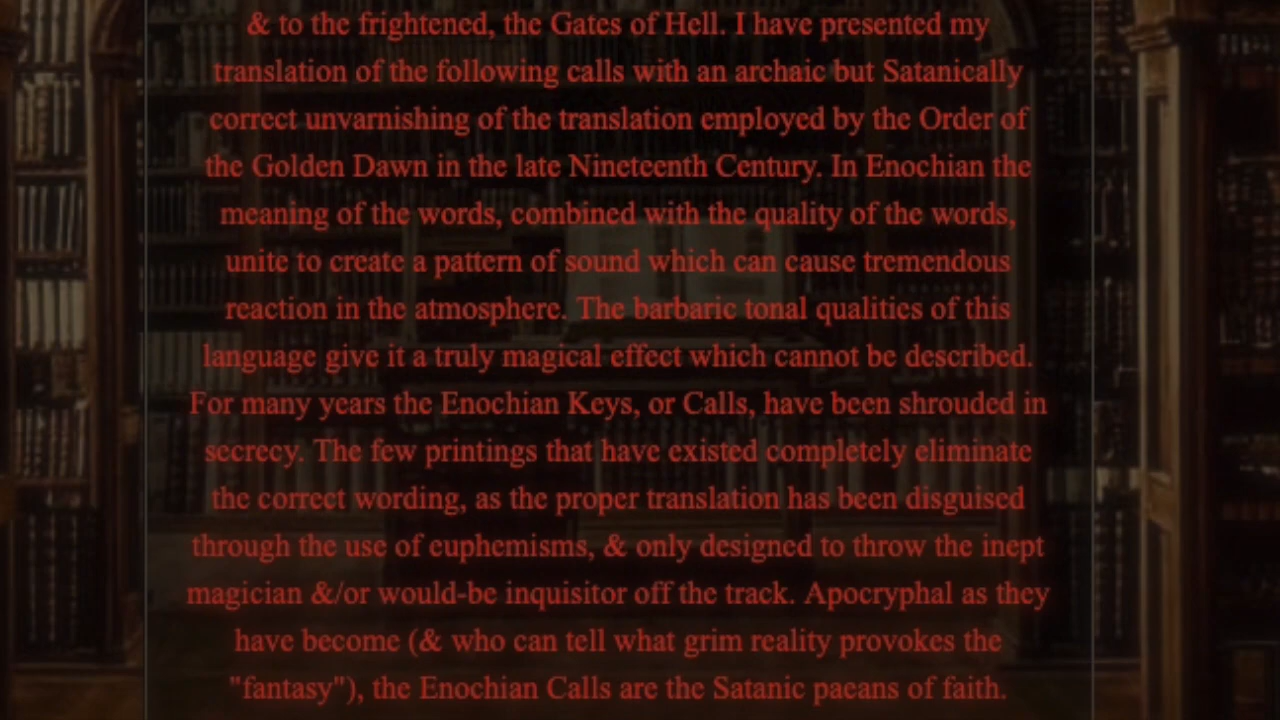 & to the frightened, the Gates of Hell. I have presented my
translation of the following calls with an archaic but Satanically
correct unvarnishing of the translation employed by the Order of
the Golden Dawn in the late Nineteenth Century. In Enochian the
meaning of the words, combined with the quality of the words,
unite to create a pattern of sound which can cause tremendous
reaction in the atmosphere. The barbaric tonal qualities of this
language give it a truly magical effect which cannot be described.
For many years the Enochian Keys, or Calls, have been shrouded in
secrecy. The few printings that have existed completely eliminate
the correct wording, as the proper translation has been disguised
through the use of euphemisms, & only designed to throw the inept
magician &/or would-be inquisitor off the track. Apocryphal as they
have become (& who can tell what grim reality provokes the
"fantasy"), the Enochian Calls are the Satanic paeans of faith.